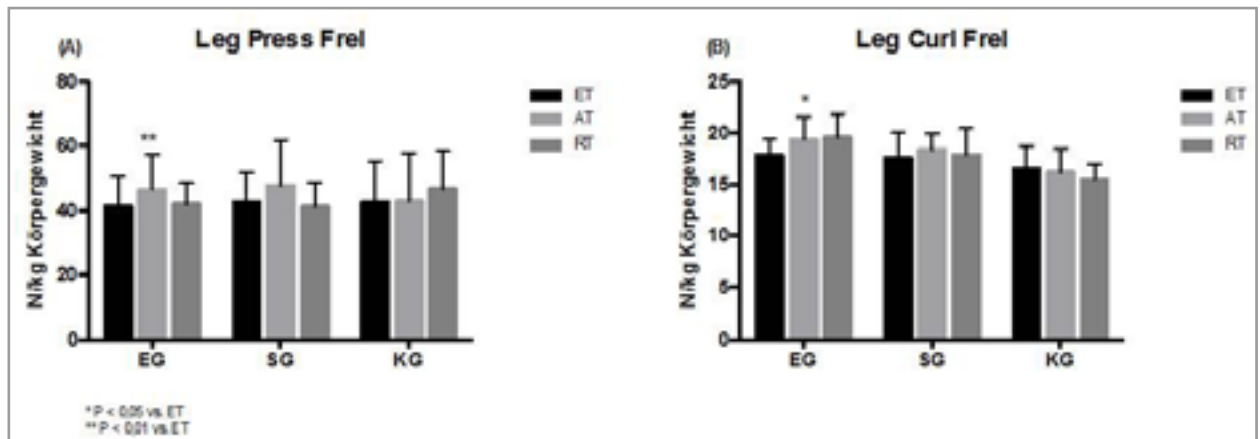 (A)
Leg Press Frei
80
60
40
20
0
N/kg Körpergewicht
**
ET
AT
RT
EG SG KG
* P < 0,05 vs. ET
** P < 0,01 vs. ET
(B)
Leg Curl Frei
25
20
15
10
5
0
N/kg Körpergewicht
*
ET
AT
RT
EG SG KG